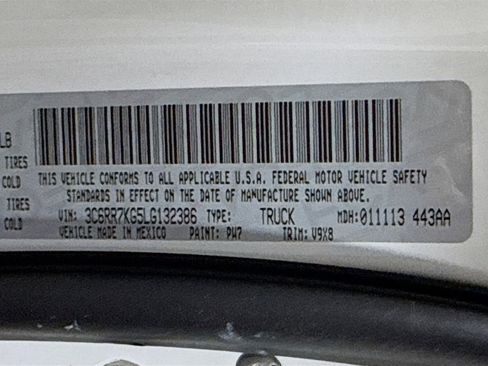 LB
TIRES
COLD
TIRES
COLD
THIS VEHICLE CONFORMS TO ALL APPLICABLE U.S.A. FEDERAL MOTOR VEHICLE SAFETY
STANDARDS IN EFFECT ON THE DATE OF MANUFACTURE SHOWN ABOVE.
VIN: 3C6RR7KG5LG132386 TYPE: TRUCK MDH:011113 443AA
VEHICLE MADE IN MEXICO PAINT: PW7 TRIM: V9X8